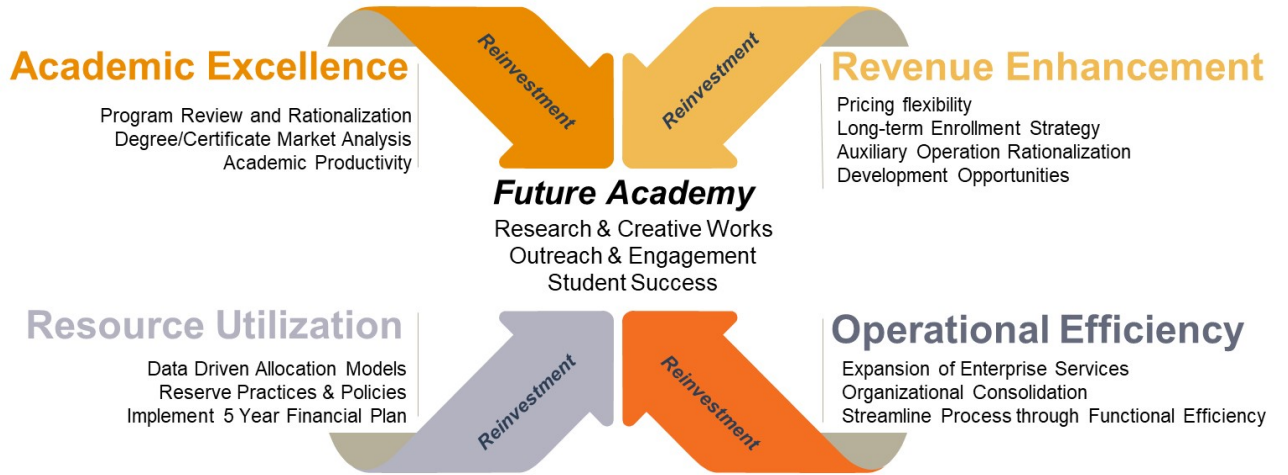 Academic Excellence
Program Review and Rationalization
Degree/Certificate Market Analysis
Academic Productivity
Reinvestment
Reinvestment
Revenue Enhancement
Pricing flexibility
Long-term Enrollment Strategy
Auxiliary Operation Rationalization
Development Opportunities
Future Academy
Research & Creative Works
Outreach & Engagement
Student Success
Resource Utilization
Data Driven Allocation Models
Reserve Practices & Policies
Implement 5 Year Financial Plan
Reinvestment
Reinvestment
Operational Efficiency
Expansion of Enterprise Services
Organizational Consolidation
Streamline Process through Functional Efficiency